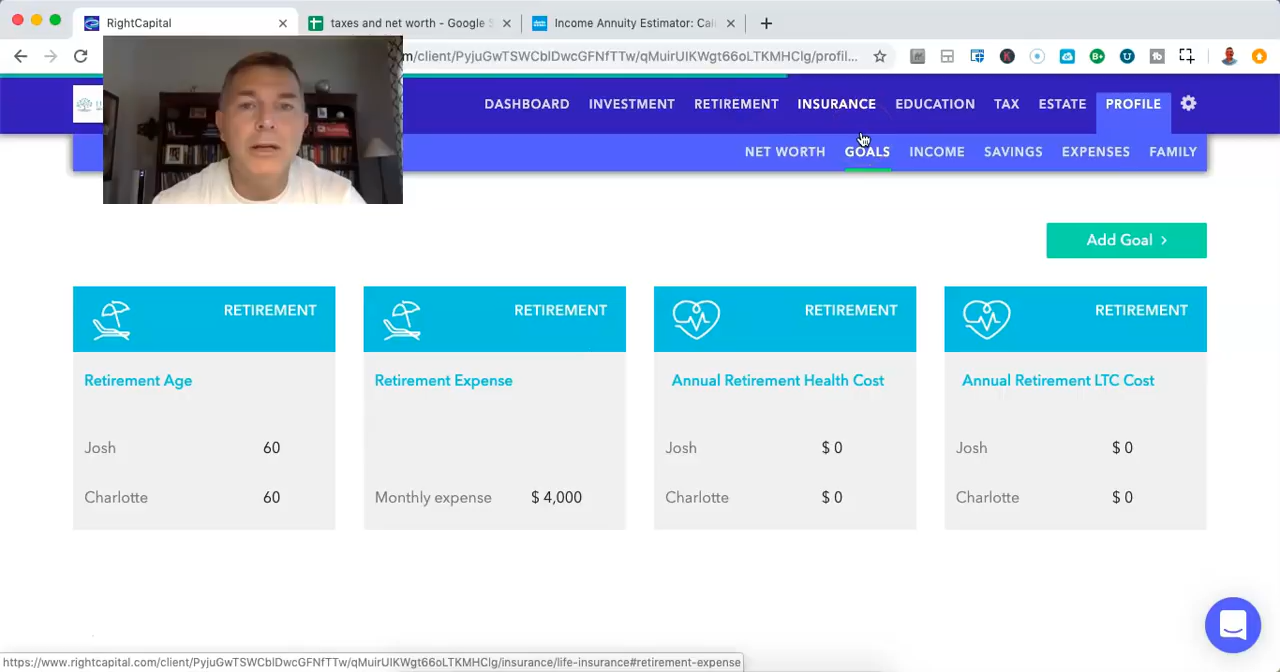 RightCapital
taxes and net worth - Google S
Income Annuity Estimator: Cal
m/client/PyjuGwTSWCblDwcGFNfTTw/qMuirUIKWgt66oLTKMHClg/profil...
DASHBOARD INVESTMENT RETIREMENT INSURANCE EDUCATION TAX ESTATE PROFILE
NET WORTH GOALS INCOME SAVINGS EXPENSES FAMILY
Add Goal >
RETIREMENT RETIREMENT RETIREMENT RETIREMENT
Retirement Age Retirement Expense Annual Retirement Health Cost Annual Retirement LTC Cost
Josh 60 Josh $ 0 Josh $ 0
Charlotte 60 Monthly expense $ 4,000 Charlotte $ 0 Charlotte $ 0
https://www.rightcapital.com/client/PyjuGwTSWCblDwcGFNfTTw/qMuirUIKWgt66oLTKMHClg/insurance/life-insurance#retirement-expense